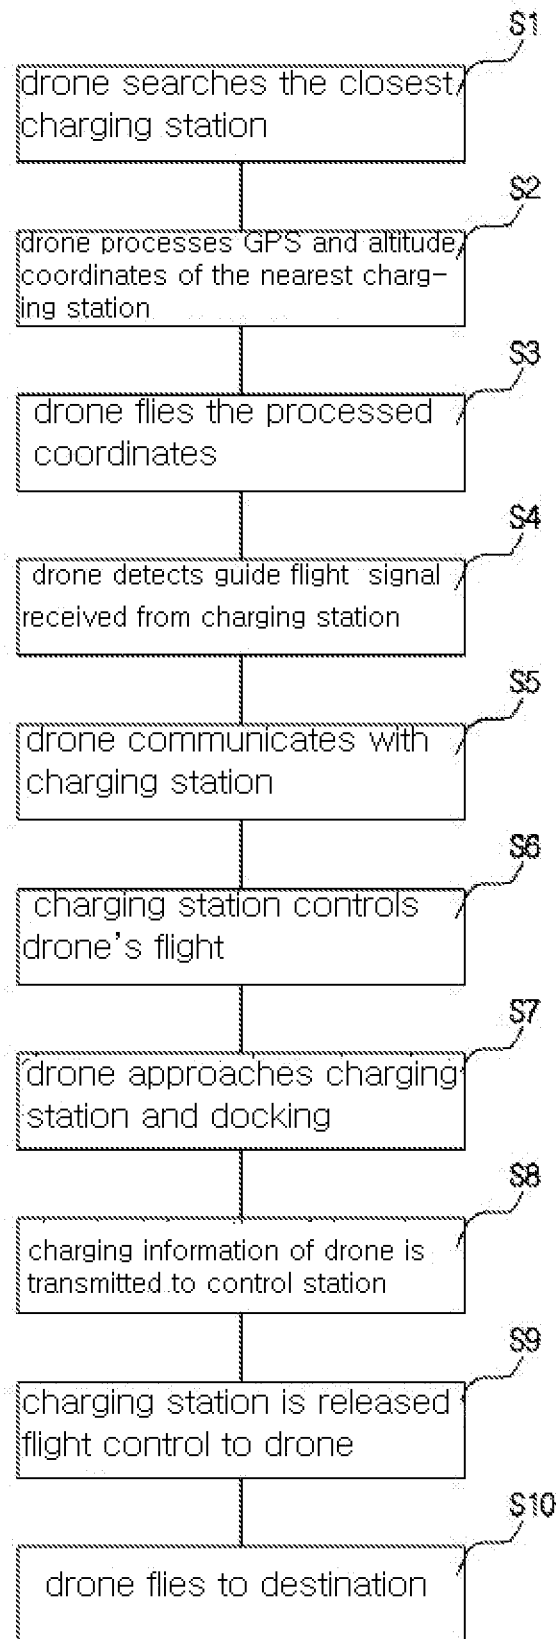 S1
drone searches the closest
charging station
S2
drone processes GPS and altitude
coordinates of the nearest charg-
ing station
S3
drone flies the processed
coordinates
S4
drone detects guide flight signal
received from charging station
S5
drone communicates with
charging station
S6
charging station controls
drone's flight
S7
drone approaches charging
station and docking
S8
charging information of drone is
transmitted to control station
S9
charging station is released
flight control to drone
S10
drone flies to destination